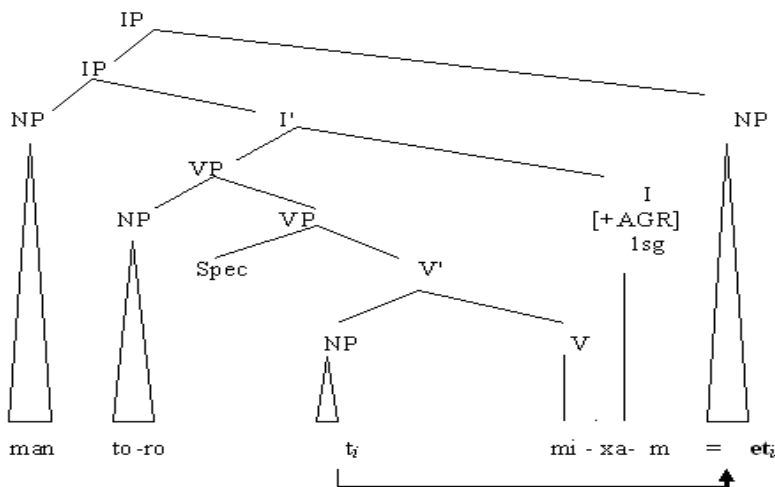 IP
IP
NP I' NP
VP I
[+AGR]
NP VP 1sg
Spec V'
NP V
man to-ro tᵢ mi - xa- m = etᵢ